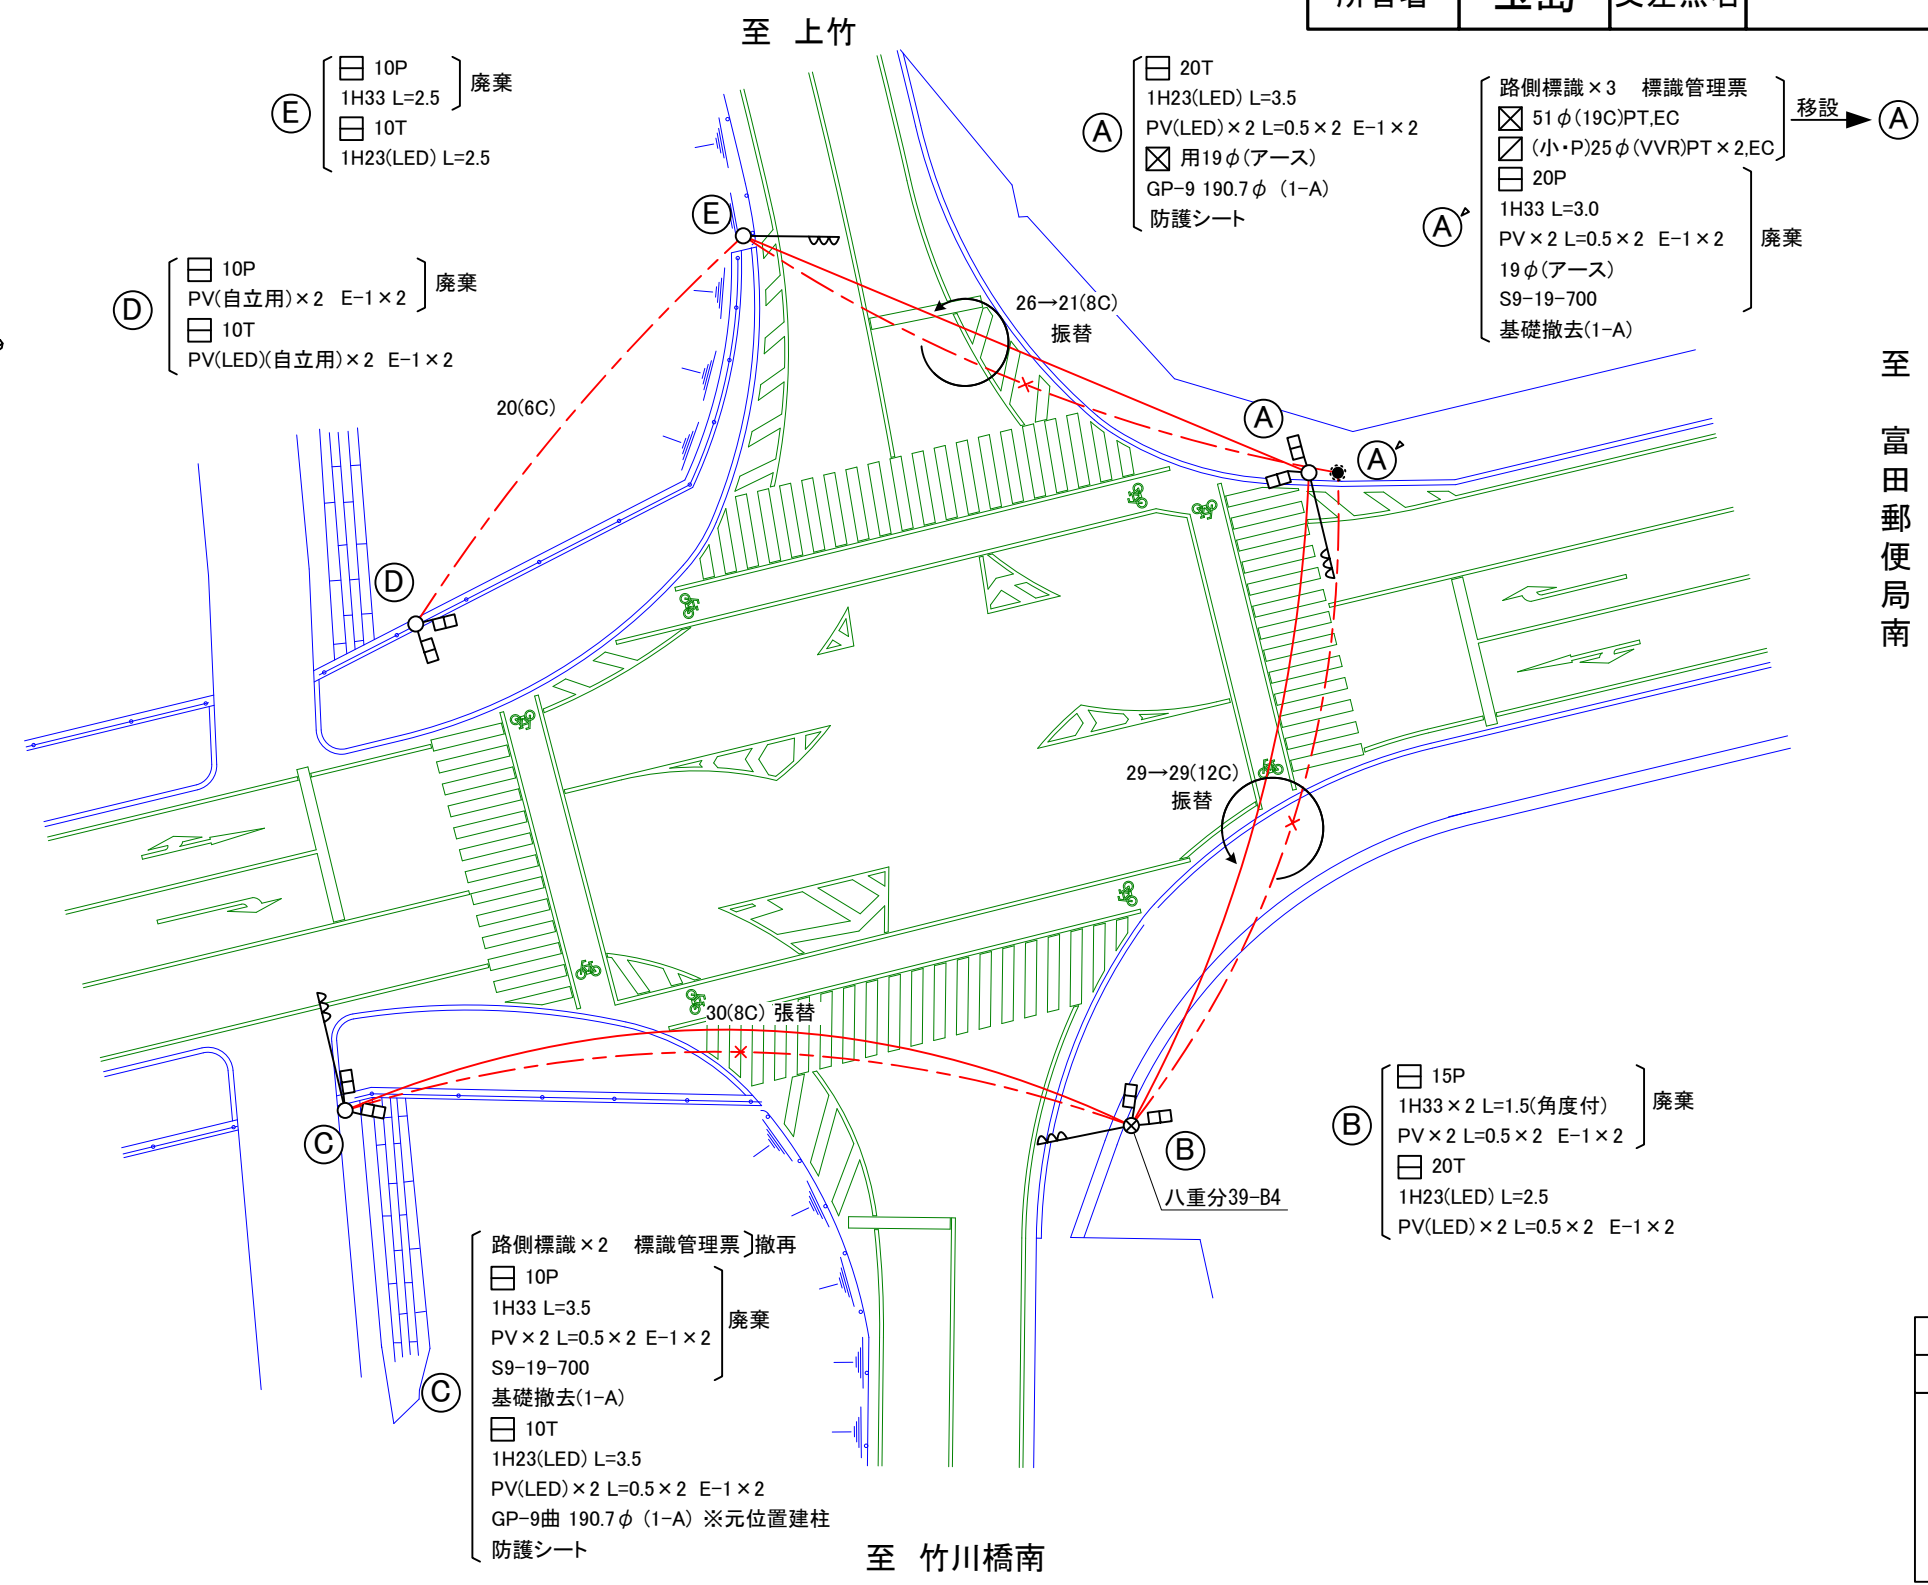 至 上竹
E
10P
1H33 L=2.5
廃棄
10T
1H23(LED) L=2.5
A
20T
1H23(LED) L=3.5
PV(LED)×2 L=0.5×2 E-1×2
用19φ(アース)
GP-9 190.7φ (1-A)
防護シート
A'
路側標識×3 標識管理票
51φ(19C)PT,EC
(小・P)25φ(VVR)PT×2,EC
移設
A
20P
1H33 L=3.0
PV×2 L=0.5×2 E-1×2
廃棄
19φ(アース)
S9-19-700
基礎撤去(1-A)
D
10P
PV(自立用)×2 E-1×2
廃棄
10T
PV(LED)(自立用)×2 E-1×2
E
26→21(8C)
振替
20(6C)
A
A'
D
至 富田郵便局南
29→29(12C)
振替
30(8C) 張替
C
B
八重分39-B4
B
15P
1H33×2 L=1.5(角度付)
PV×2 L=0.5×2 E-1×2
廃棄
20T
1H23(LED) L=2.5
PV(LED)×2 L=0.5×2 E-1×2
C
路側標識×2 標識管理票
撤再
10P
1H33 L=3.5
PV×2 L=0.5×2 E-1×2
廃棄
S9-19-700
基礎撤去(1-A)
10T
1H23(LED) L=3.5
PV(LED)×2 L=0.5×2 E-1×2
GP-9曲 190.7φ (1-A) ※元位置建柱
防護シート
至 竹川橋南